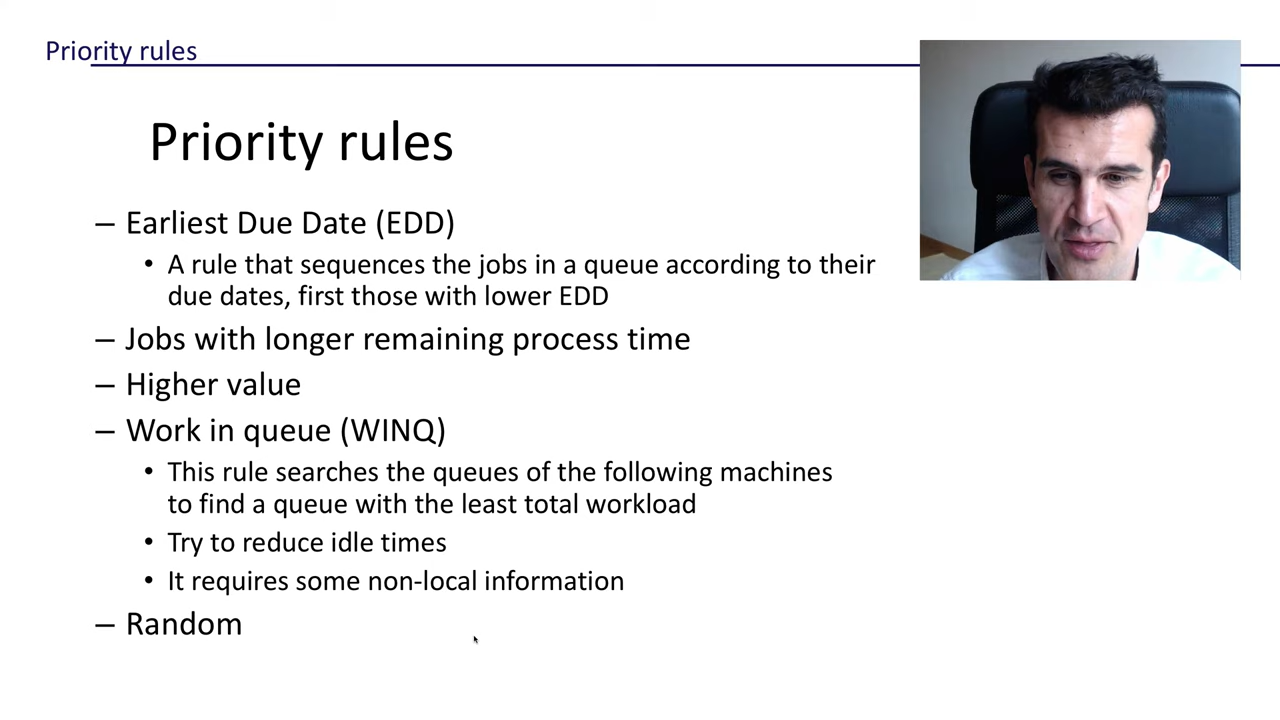 Priority rules
Priority rules
– Earliest Due Date (EDD)
• A rule that sequences the jobs in a queue according to their
due dates, first those with lower EDD
– Jobs with longer remaining process time
– Higher value
– Work in queue (WINQ)
• This rule searches the queues of the following machines
to find a queue with the least total workload
• Try to reduce idle times
• It requires some non-local information
– Random